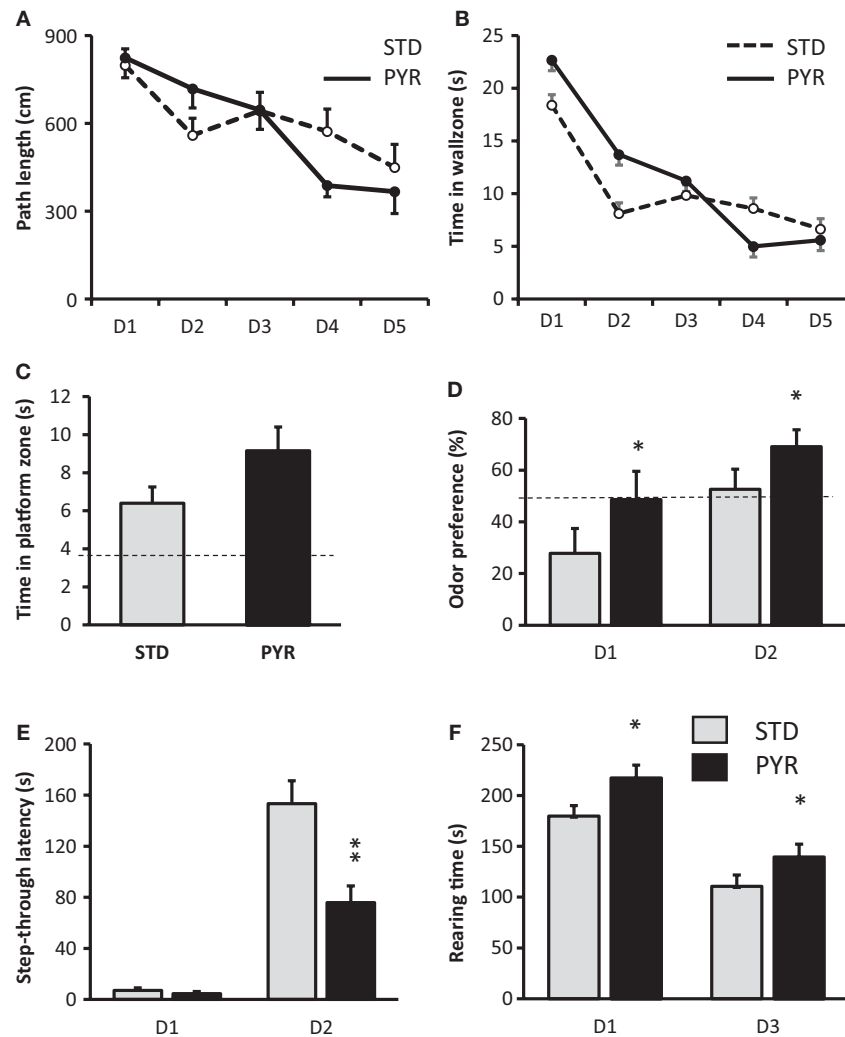 A
900
600
300
0
Path length (cm)
STD
PYR
D1 D2 D3 D4 D5
B
25
20
15
10
5
0
Time in wallzone (s)
STD
PYR
D1 D2 D3 D4 D5
C
12
10
8
6
4
2
0
Time in platform zone (s)
STD PYR
D
80
60
40
20
0
Odor preference (%)
* *
D1 D2
E
200
160
120
80
40
0
Step-through latency (s)
**
D1 D2
F
250
200
150
100
50
0
Rearing time (s)
STD
PYR
* *
D1 D3